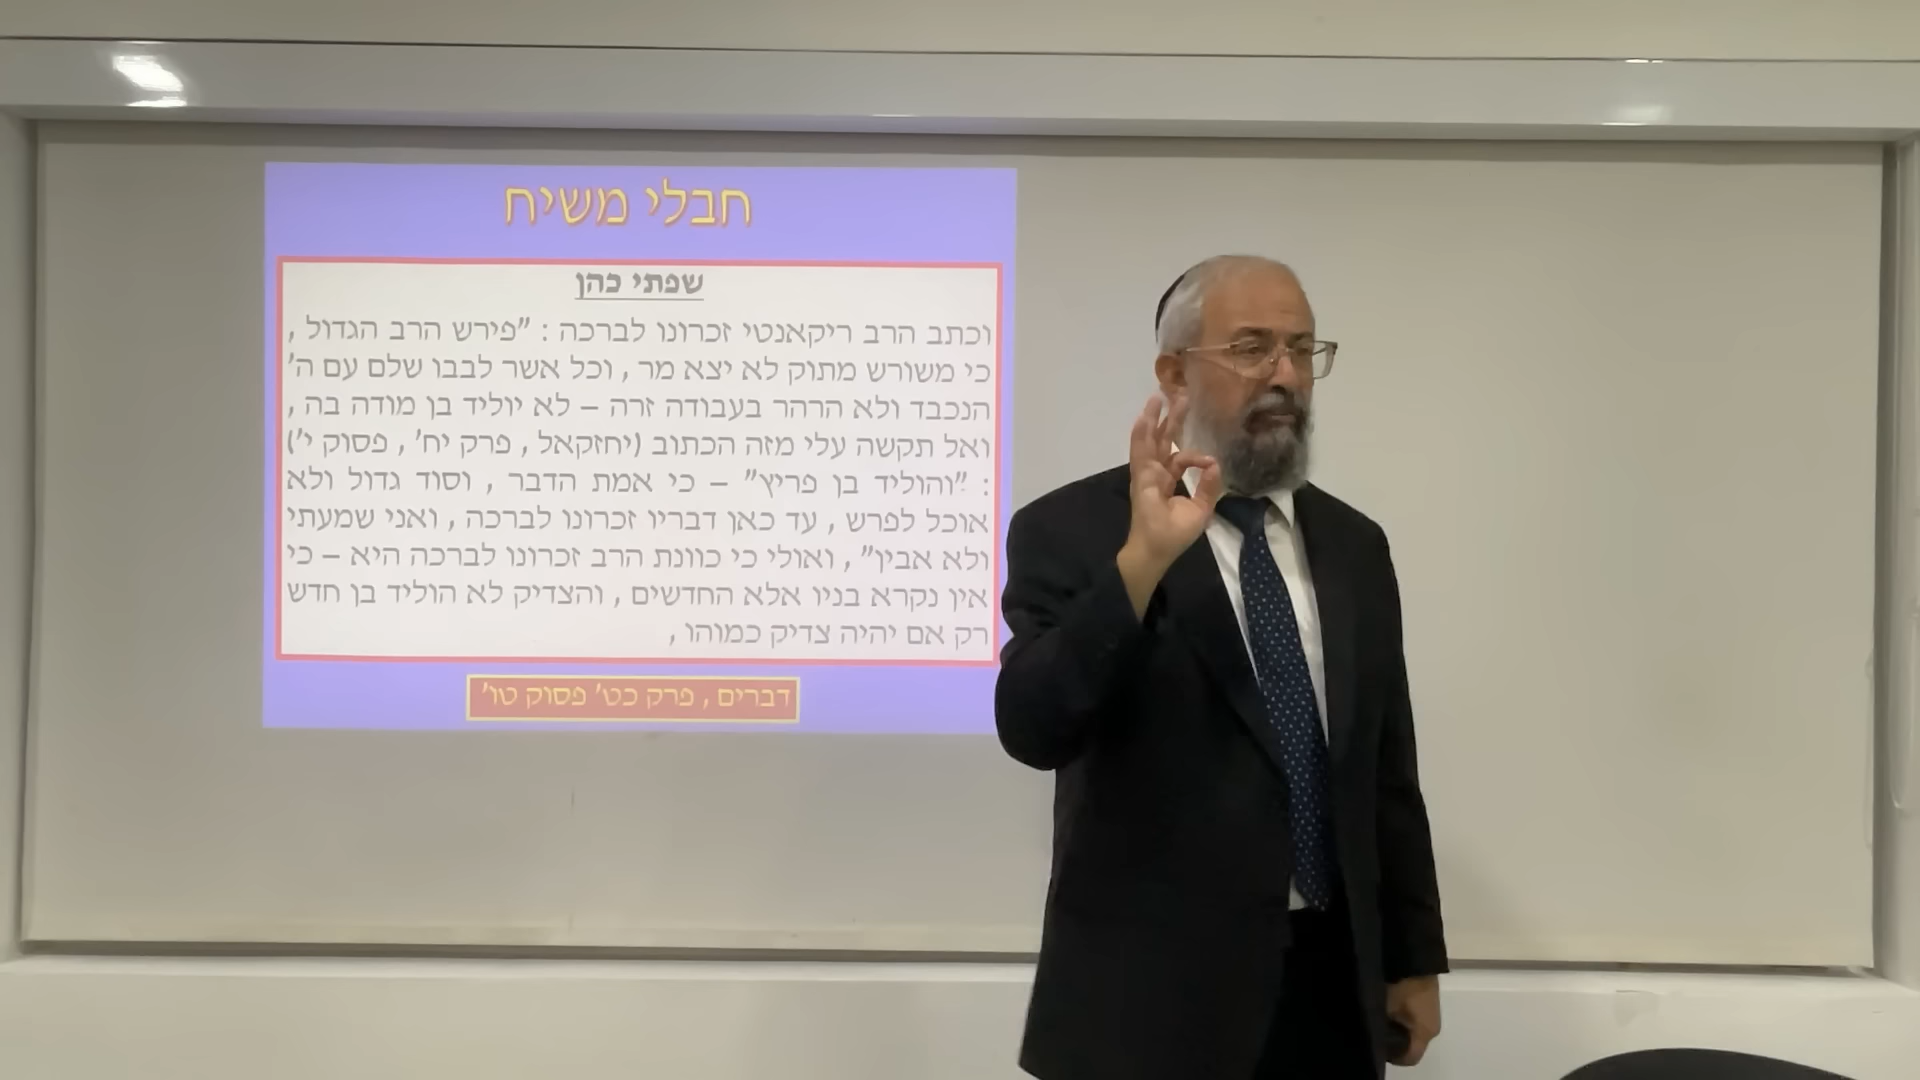 חבלי משיח
שפתי כהן
וכתב הרב ריקאנטי זכרונו לברכה : "פירש הרב הגדול ,
כי משורש מתוק לא יצא מר , וכל אשר לבבו שלם עם ה'
הנכבד ולא הרהר בעבודה זרה – לא יוליד בן מודה בה ,
ואל תקשה עלי מזה הכתוב (יחזקאל , פרק יח' , פסוק י')
: "והוליד בן פריץ" – כי אמת הדבר , וסוד גדול ולא
אוכל לפרש , עד כאן דבריו זכרונו לברכה , ואני שמעתי
ולא אבין" , ואולי כי כוונת הרב זכרונו לברכה היא – כי
אין נקרא בניו אלא החדשים , והצדיק לא הוליד בן חדש
רק אם יהיה צדיק כמוהו ,
דברים , פרק כט' פסוק טו'